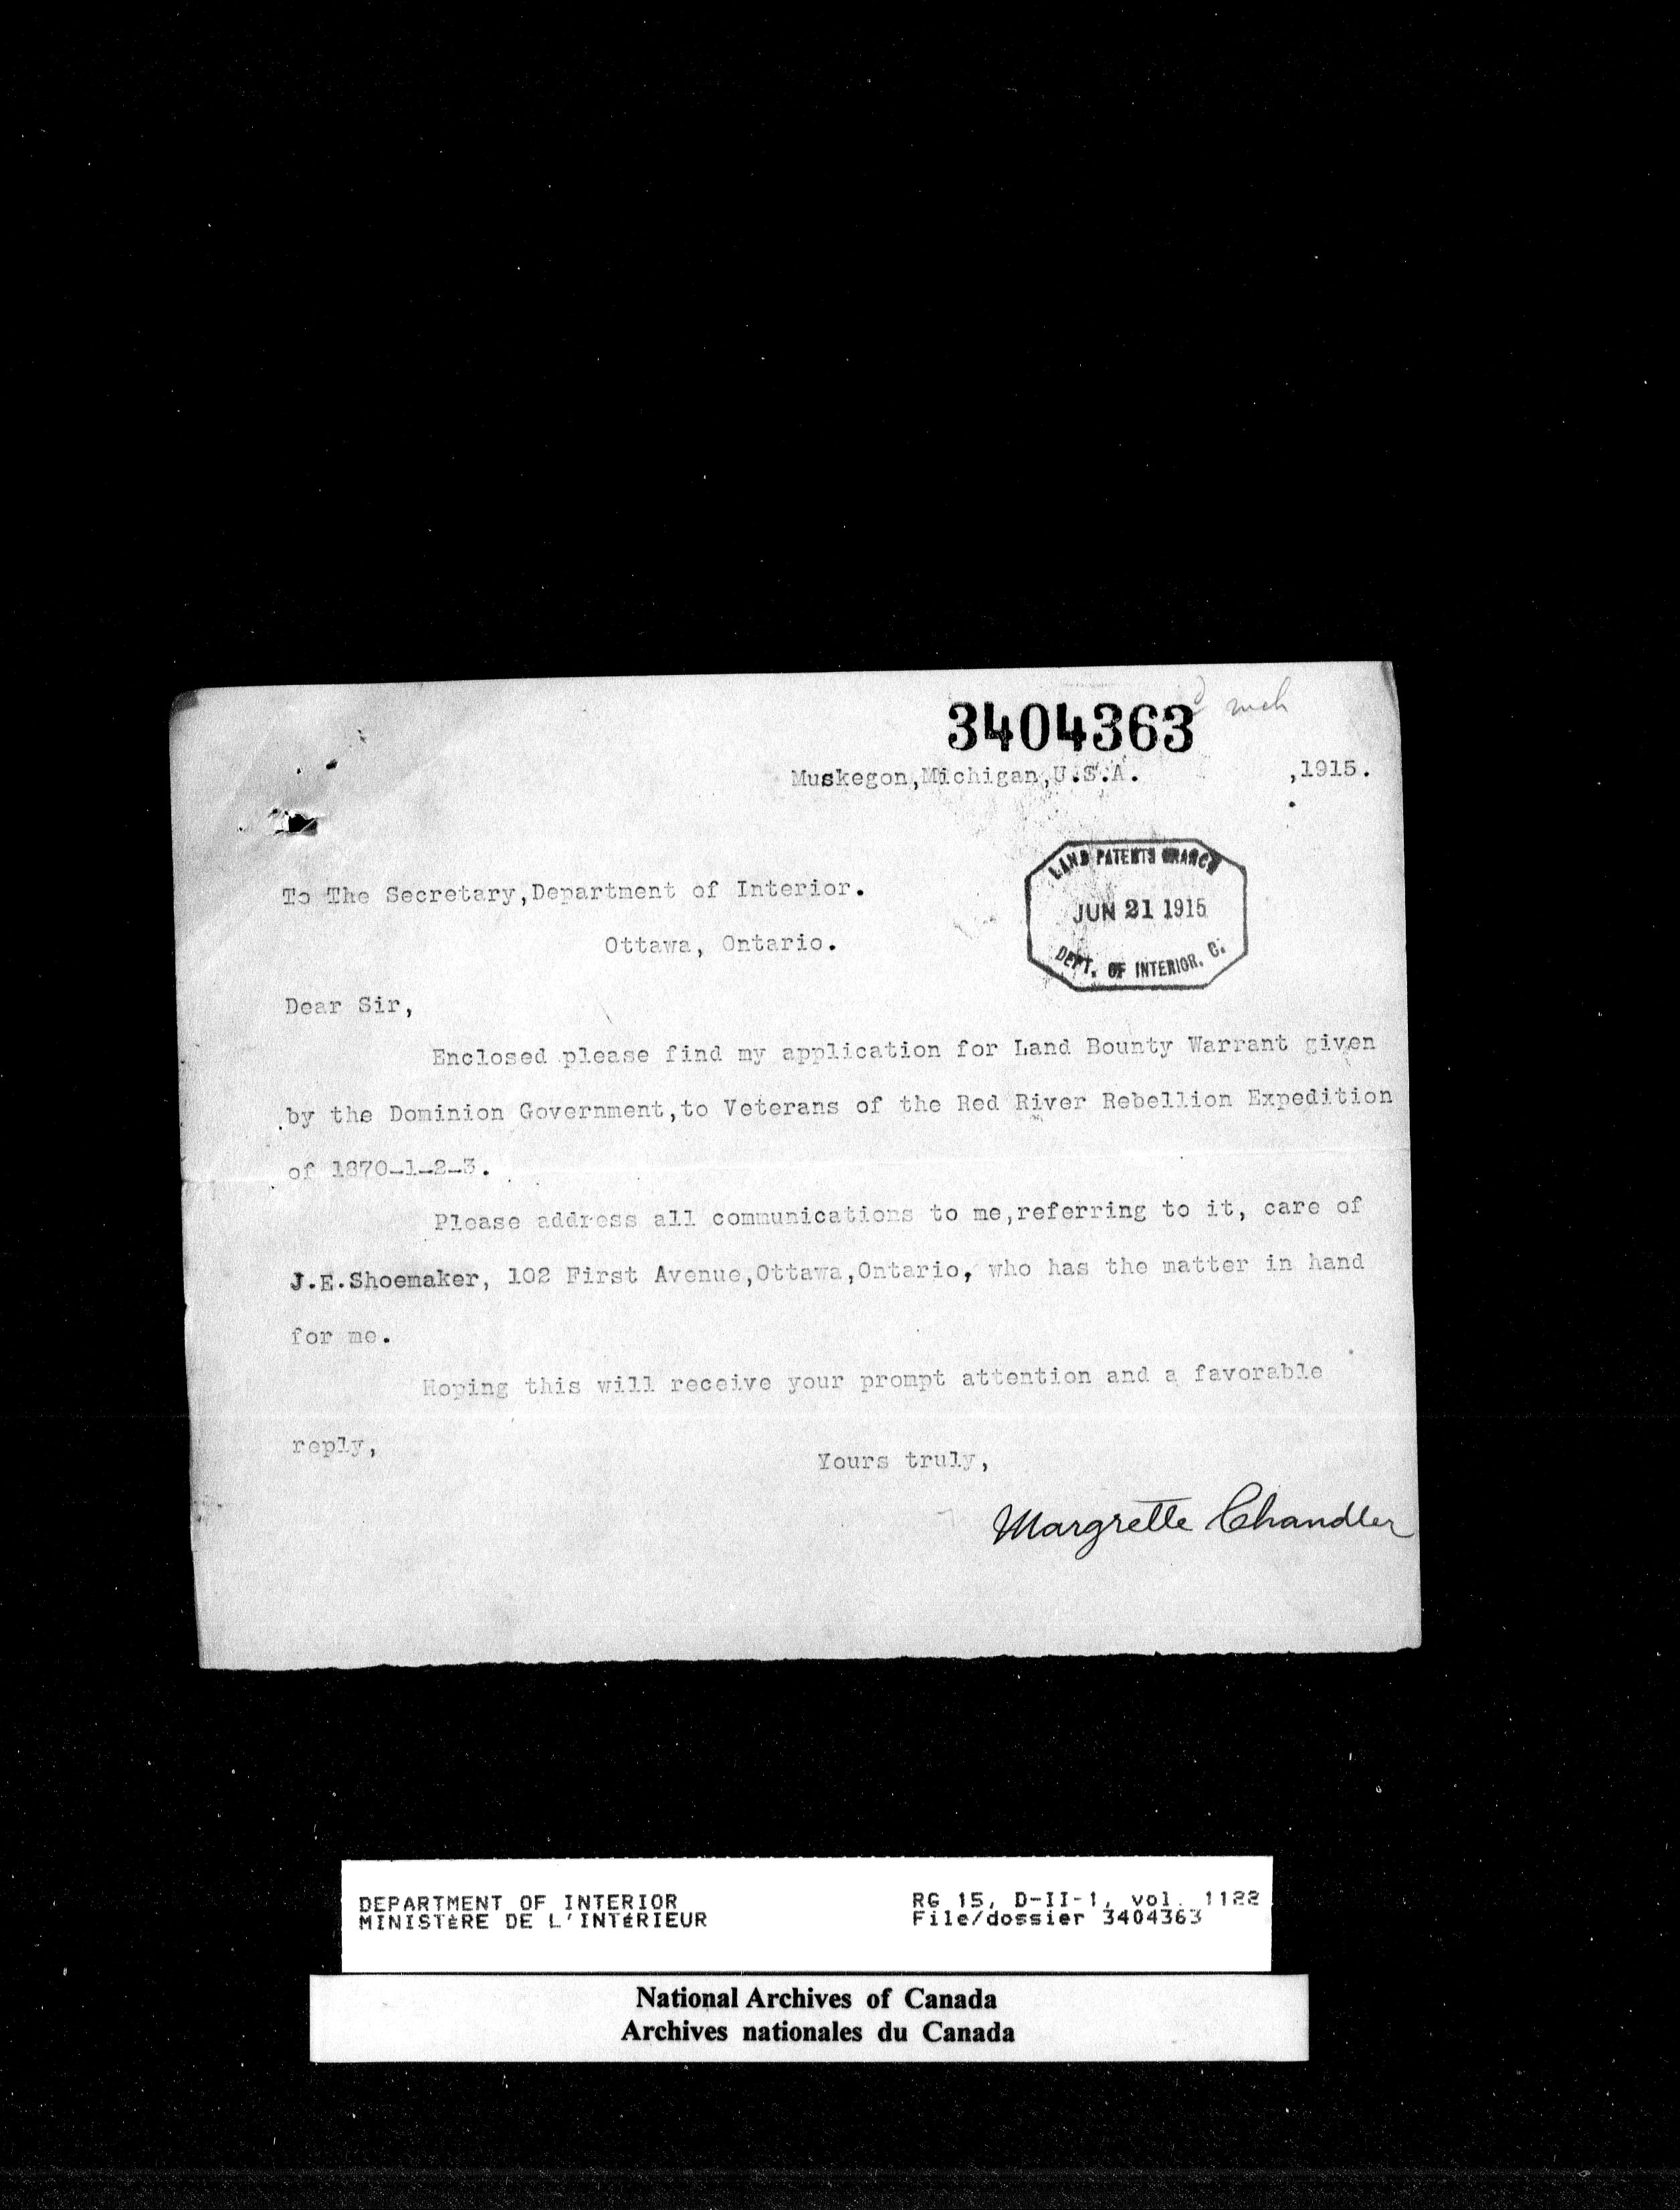 3404363
Muskegon,Michigan,U.S.A. ,1915.
LAND PATENTS BRANCH
JUN 21 1915
DEPT. OF INTERIOR. C.
To The Secretary,Department of Interior.
Ottawa, Ontario.
Dear Sir,
Enclosed please find my application for Land Bounty Warrant given
by the Dominion Government,to Veterans of the Red River Rebellion Expedition
of 1870-1-2-3.
Please address all communications to me,referring to it, care of
J.E.Shoemaker, 102 First Avenue,Ottawa,Ontario, who has the matter in hand
for me.
Hoping this will receive your prompt attention and a favorable
reply,
Yours truly,
Margrette Chandler
DEPARTMENT OF INTERIOR
MINISTÈRE DE L'INTÉRIEUR
RG 15, D-II-1, vol. 1122
File/dossier 3404363
National Archives of Canada
Archives nationales du Canada